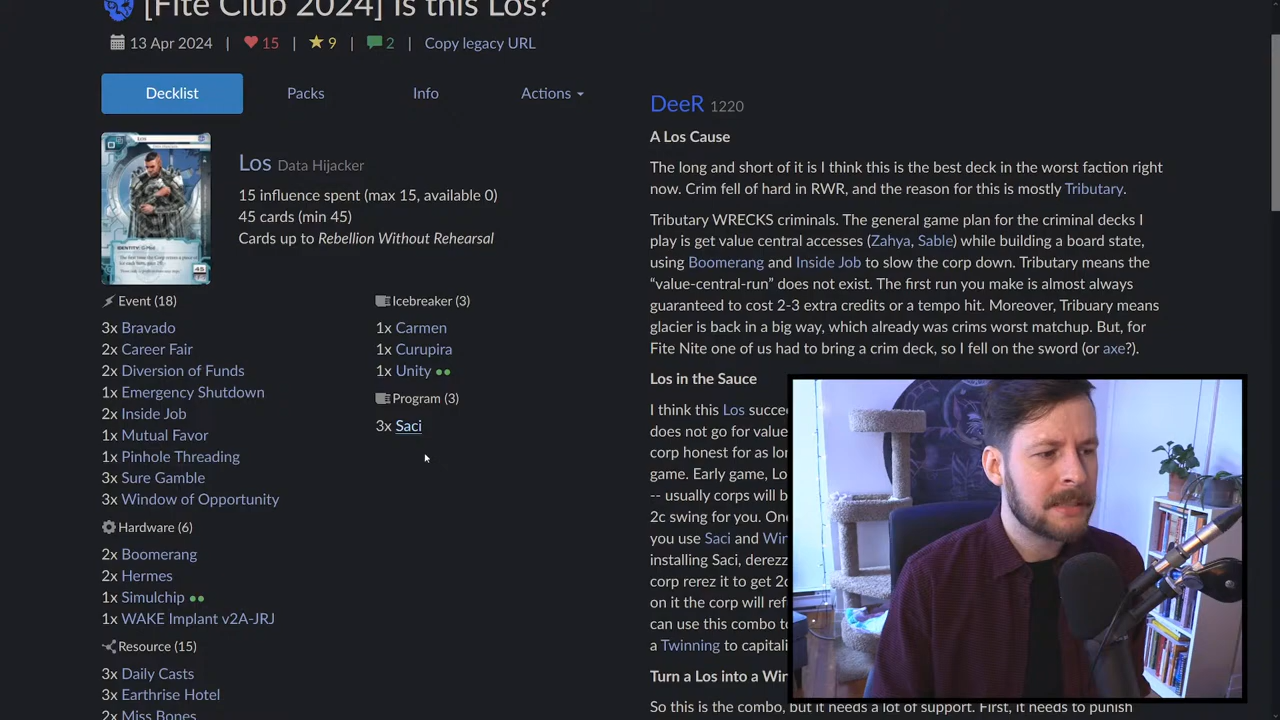 [Fite Club 2024] Is this Los?
13 Apr 2024 | 15 | 9 | 2 | Copy legacy URL
Decklist
Packs
Info
Actions
Los Data Hijacker
15 influence spent (max 15, available 0)
45 cards (min 45)
Cards up to Rebellion Without Rehearsal
Event (18)
3x Bravado
2x Career Fair
2x Diversion of Funds
1x Emergency Shutdown
2x Inside Job
1x Mutual Favor
1x Pinhole Threading
3x Sure Gamble
3x Window of Opportunity
Hardware (6)
2x Boomerang
2x Hermes
1x Simulchip ●●
1x WAKE Implant v2A-JRJ
Resource (15)
3x Daily Casts
3x Earthrise Hotel
2x Miss Bones
Icebreaker (3)
1x Carmen
1x Curupira
1x Unity ●●
Program (3)
3x Saci
DeeR 1220
A Los Cause
The long and short of it is I think this is the best deck in the worst faction right
now. Crim fell of hard in RWR, and the reason for this is mostly Tributary.
Tributary WRECKS criminals. The general game plan for the criminal decks I
play is get value central accesses (Zahya, Sable) while building a board state,
using Boomerang and Inside Job to slow the corp down. Tributary means the
“value-central-run” does not exist. The first run you make is almost always
guaranteed to cost 2-3 extra credits or a tempo hit. Moreover, Tribuary means
glacier is back in a big way, which already was crims worst matchup. But, for
Fite Nite one of us had to bring a crim deck, so I fell on the sword (or axe?).
Los in the Sauce
I think this Los succe
does not go for value
corp honest for as lo
game. Early game, Lo
-- usually corps will b
2c swing for you. On
you use Saci and Wi
installing Saci, derez
corp rerez it to get 2
on it the corp will ref
can use this combo t
a Twinning to capitali
Turn a Los into a Wi
So this is the combo, but it needs a lot of support. First, it needs to punish